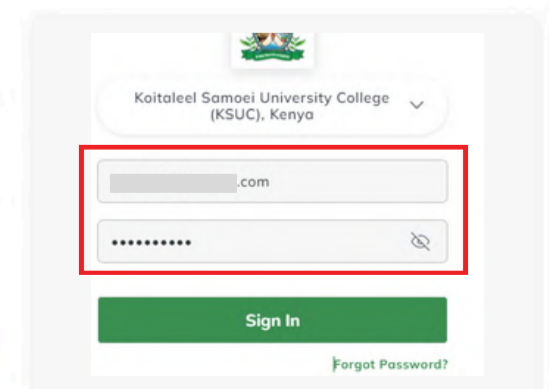 Koitaleel Samoei University College
(KSUC), Kenya
.com
••••••••••
Sign In
Forgot Password?